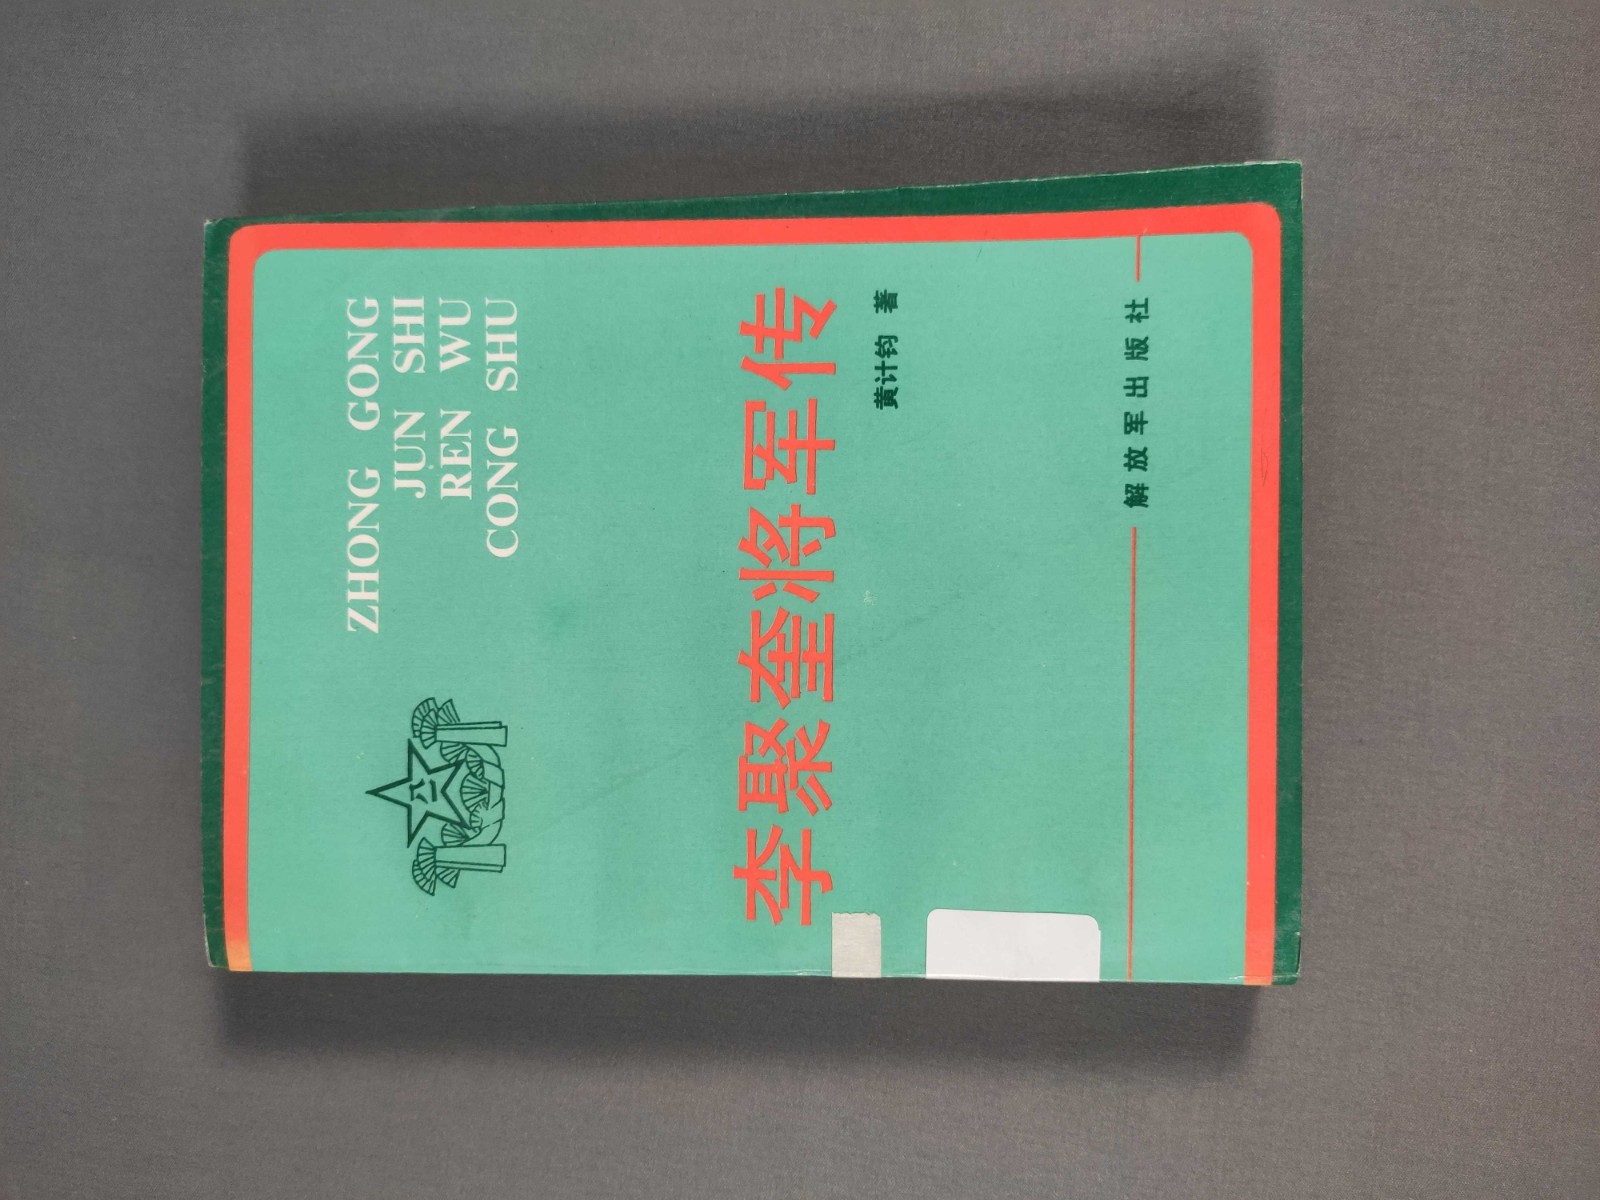 ZHONG GONG
JUN SHI
REN WU
CONG SHU
八一
李聚奎将军传
黄计钧 著
解放军出版社